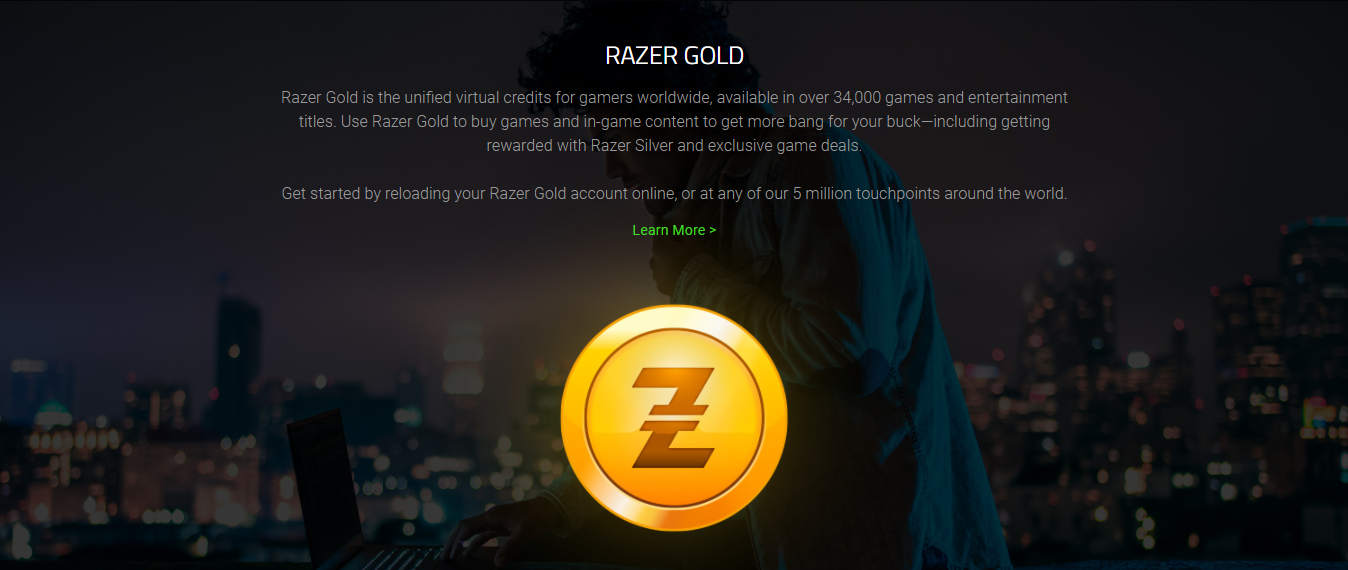 RAZER GOLD
Razer Gold is the unified virtual credits for gamers worldwide, available in over 34,000 games and entertainment
titles. Use Razer Gold to buy games and in-game content to get more bang for your buck—including getting
rewarded with Razer Silver and exclusive game deals.
Get started by reloading your Razer Gold account online, or at any of our 5 million touchpoints around the world.
Learn More >